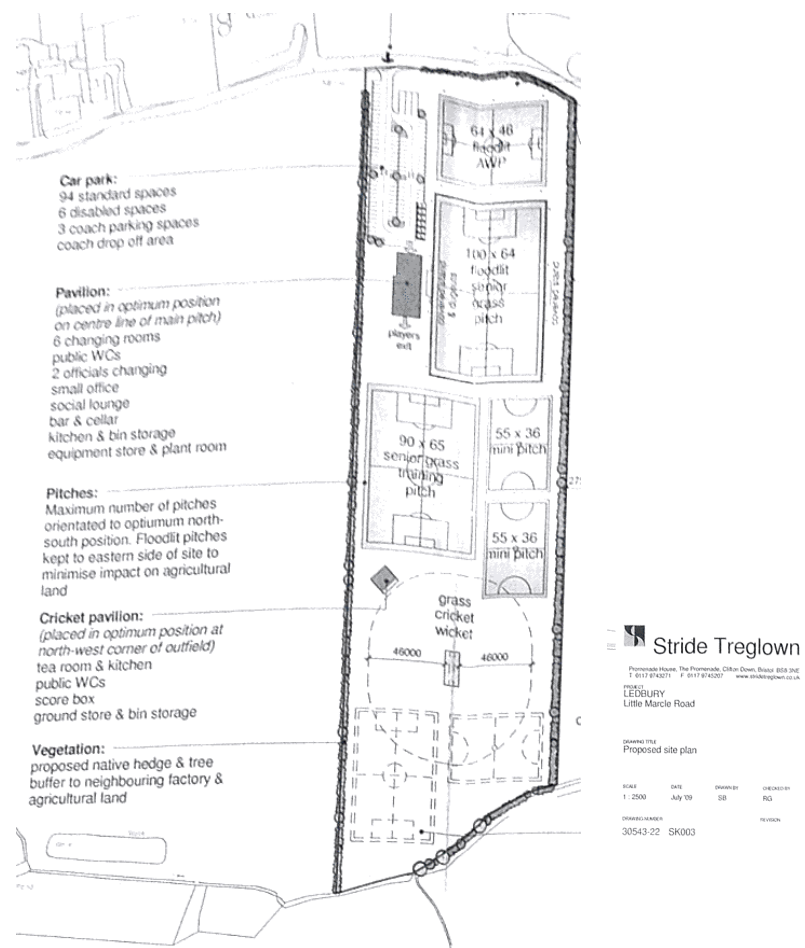 Car park:
94 standard spaces
6 disabled spaces
3 coach parking spaces
coach drop off area
Pavilion:
(placed in optimum position
on centre line of main pitch)
6 changing rooms
public WCs
2 officials changing
small office
social lounge
bar & cellar
kitchen & bin storage
equipment store & plant room
Pitches:
Maximum number of pitches
orientated to optiumum north-
south position. Floodlit pitches
kept to eastern side of site to
minimise impact on agricultural
land
Cricket pavilion:
(placed in optimum position at
north-west corner of outfield)
tea room & kitchen
public WCs
score box
ground store & bin storage
Vegetation:
proposed native hedge & tree
buffer to neighbouring factory &
agricultural land
64 x 46
floodlit
AWP
100 x 64
floodlit
senior
grass
pitch
players
exit
90 x 65
senior grass
training
pitch
55 x 36
mini pitch
55 x 36
mini pitch
grass
cricket
wicket
46000
46000
Stride Treglown
Promenade House, The Promenade, Clifton Down, Bristol BS8 3NE
T 0117 9743271 F 0117 9745207 www.stridetreglown.co.uk
PROJECT
LEDBURY
Little Marcle Road
DRAWING TITLE
Proposed site plan
SCALE DATE DRAWN BY CHECKED BY
1 : 2500 July '09 SB RG
DRAWING NUMBER REVISION
30543-22 SK003